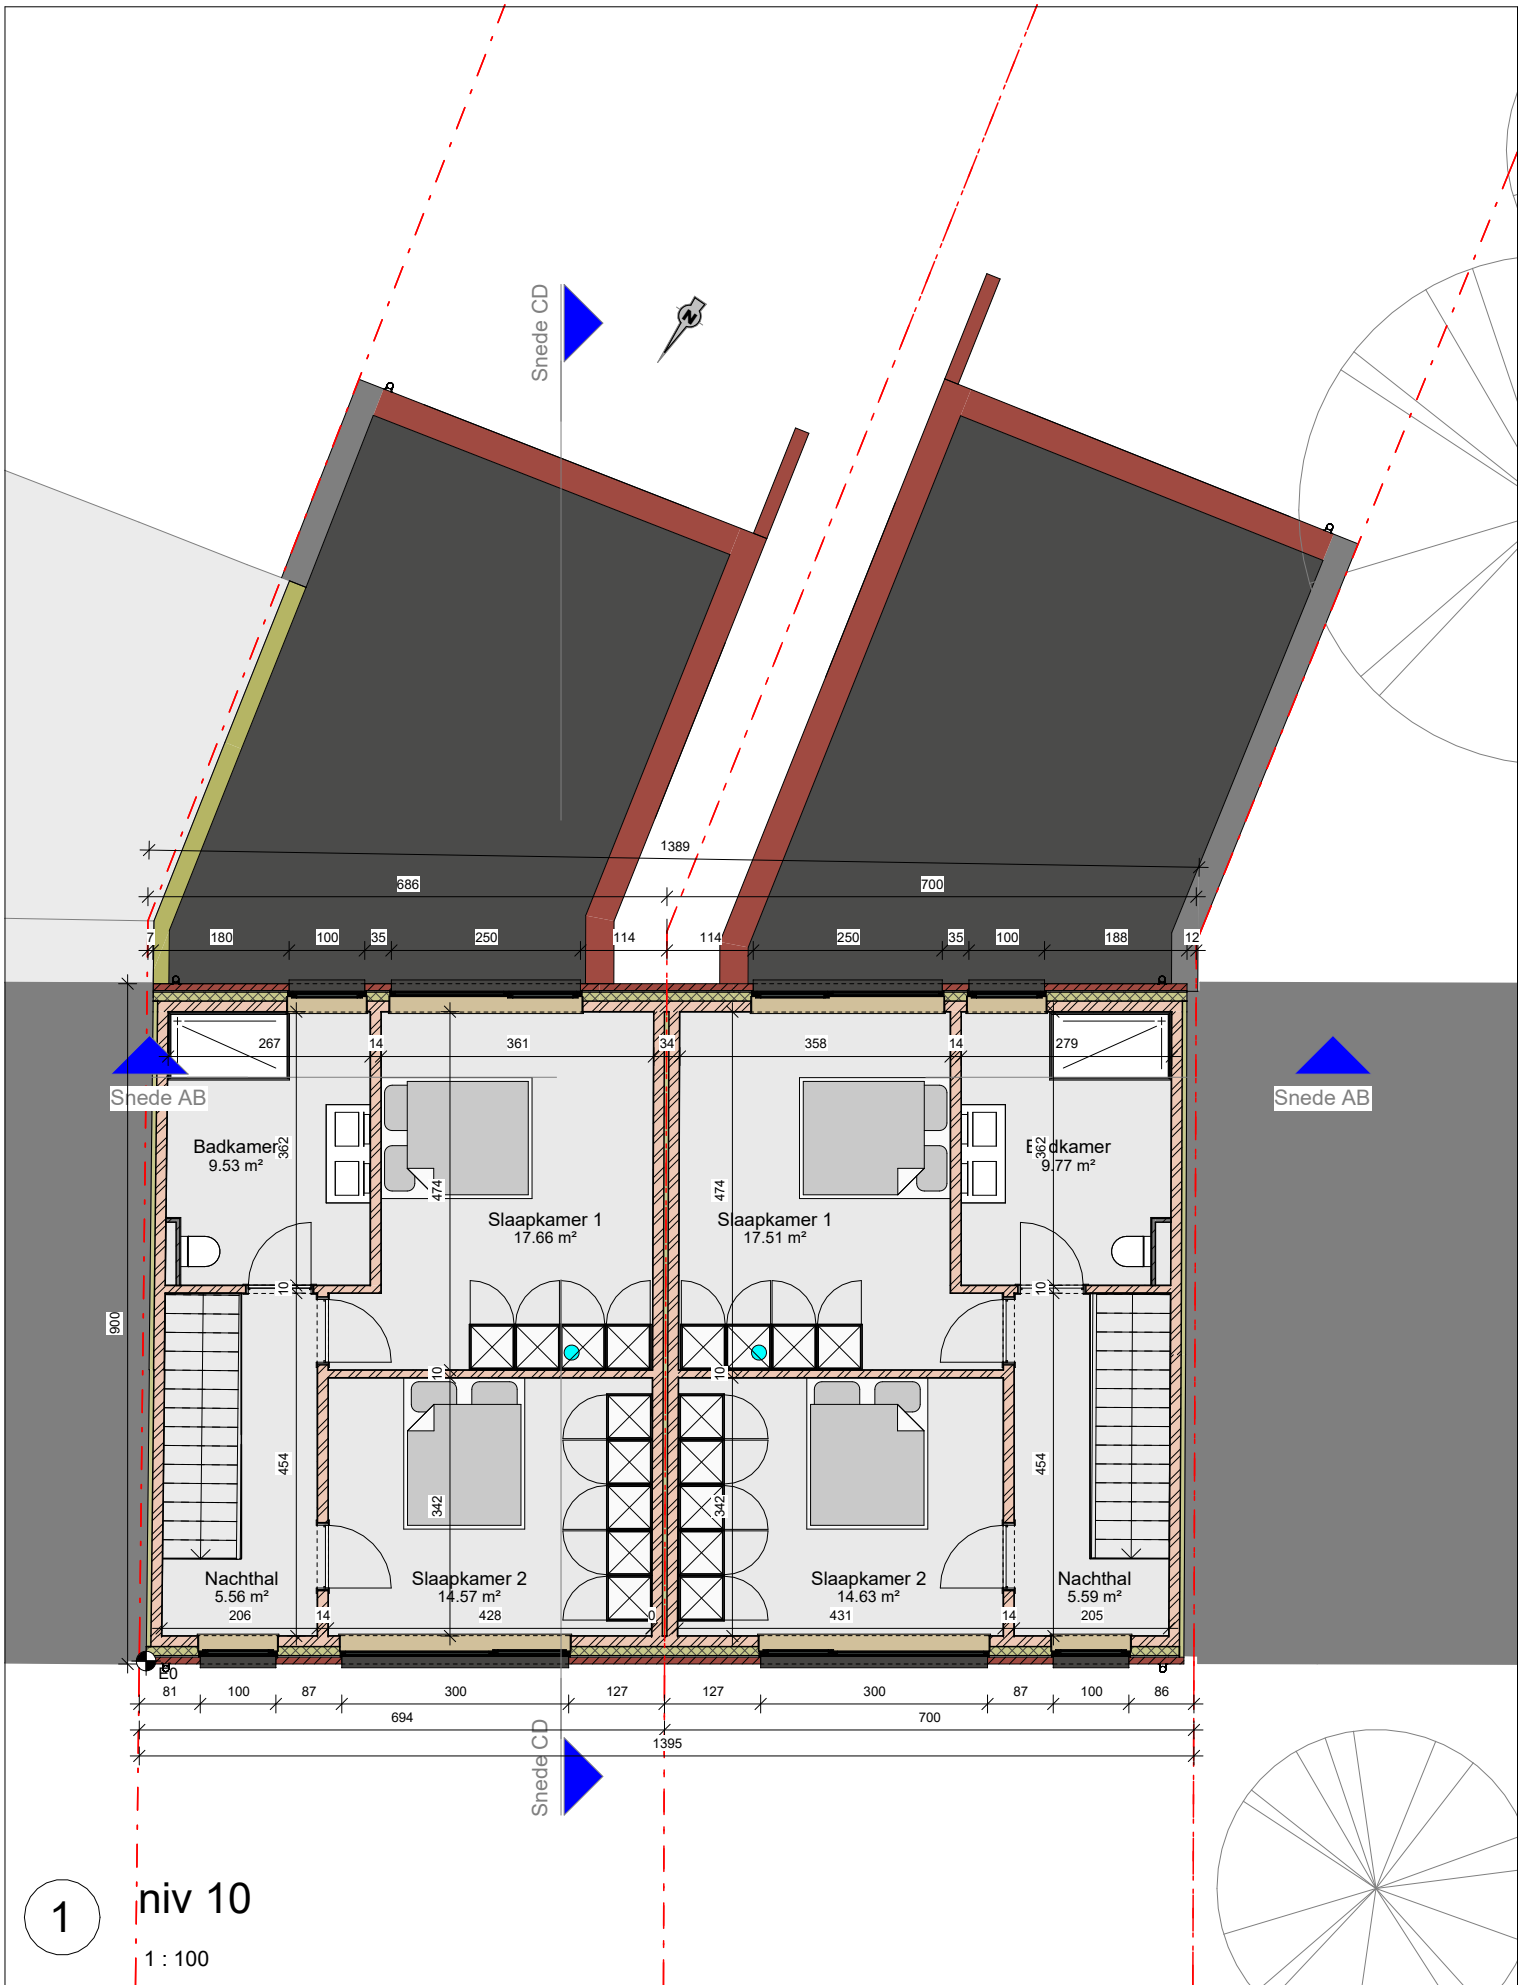 Snede CD
N
1389
686
700
7
180
100
35
250
114
114
250
35
100
188
12
267
14
361
34
358
14
279
Snede AB
Snede AB
Badkamer
9.53 m²
362
Badkamer
9.77 m²
362
474
474
Slaapkamer 1
17.66 m²
Slaapkamer 1
17.51 m²
10
10
900
10
10
454
342
342
454
Nachthal
5.56 m²
Slaapkamer 2
14.57 m²
Slaapkamer 2
14.63 m²
Nachthal
5.59 m²
206
14
428
0
431
14
205
E0
81
100
87
300
127
127
300
87
100
86
694
700
1395
Snede CD
1
niv 10
1 : 100